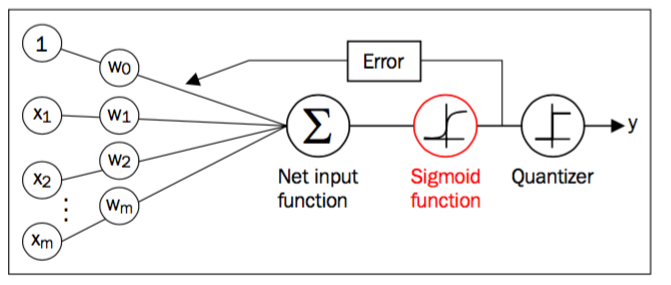 1
w₀
Error
x₁
w₁
Σ
y
w₂
x₂
Net input
function
Sigmoid
function
Quantizer
wₘ
⋮
xₘ